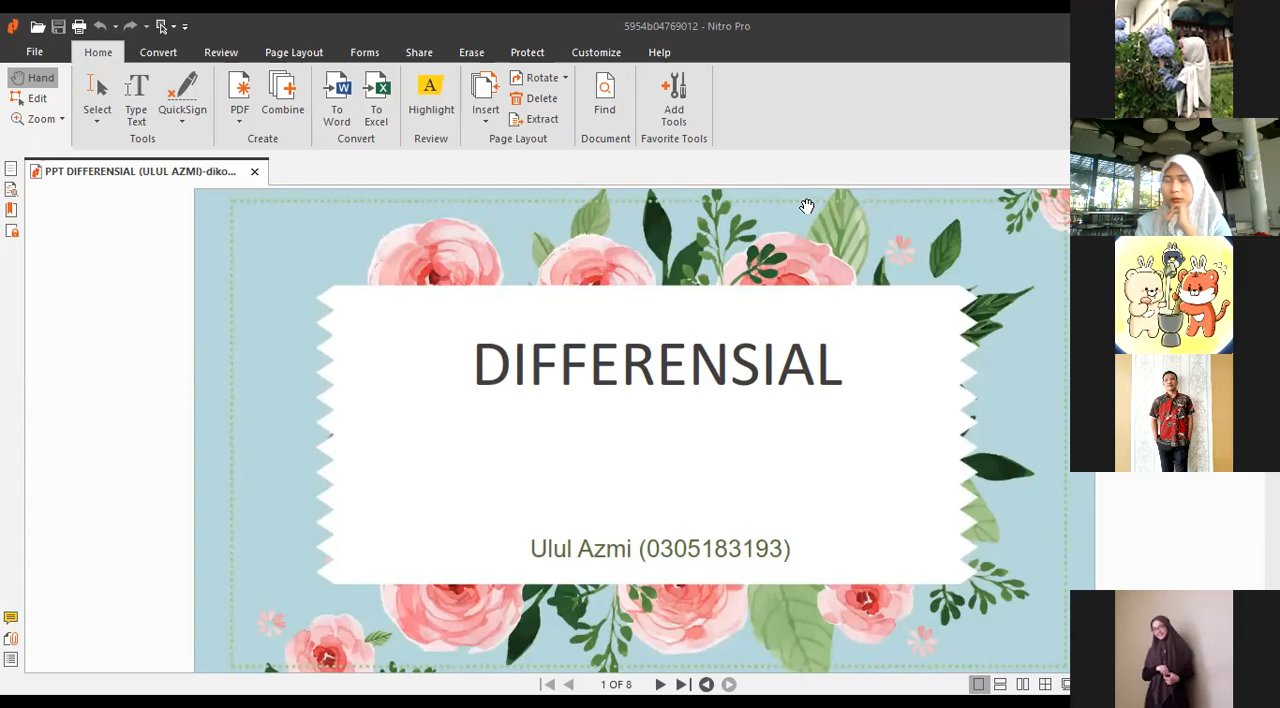 5954b04769012 - Nitro Pro
File Home Convert Review Page Layout Forms Share Erase Protect Customize Help
Hand
Edit
Zoom
Select
Type Text
QuickSign
Tools
PDF
Combine
Create
To Word
To Excel
Convert
Highlight
Review
Insert
Rotate
Delete
Extract
Page Layout
Find
Document
Add Tools
Favorite Tools
PPT DIFFERENSIAL (ULUL AZMI)-diko...
DIFFERENSIAL
Ulul Azmi (0305183193)
1 OF 8